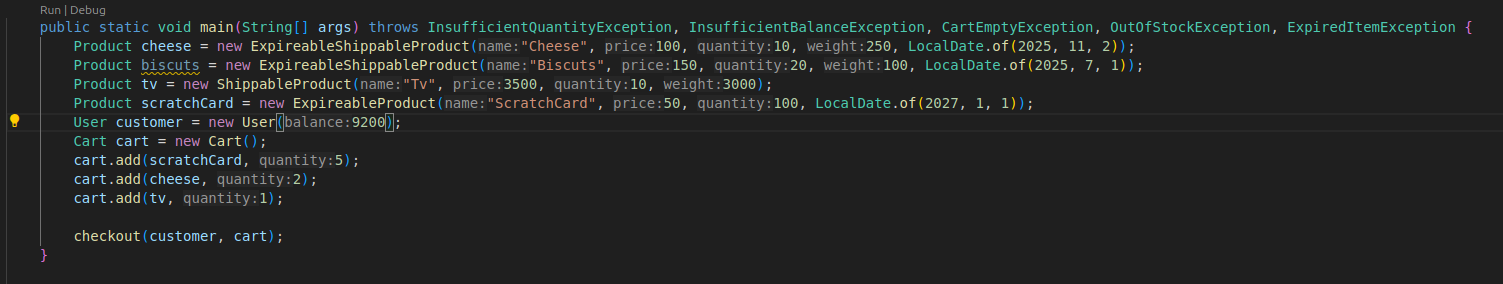 Run | Debug
public static void main(String[] args) throws InsufficientQuantityException, InsufficientBalanceException, CartEmptyException, OutOfStockException, ExpiredItemException {
Product cheese = new ExpireableShippableProduct(name:"Cheese", price:100, quantity:10, weight:250, LocalDate.of(2025, 11, 2));
Product biscuts = new ExpireableShippableProduct(name:"Biscuts", price:150, quantity:20, weight:100, LocalDate.of(2025, 7, 1));
Product tv = new ShippableProduct(name:"Tv", price:3500, quantity:10, weight:3000);
Product scratchCard = new ExpireableProduct(name:"ScratchCard", price:50, quantity:100, LocalDate.of(2027, 1, 1));
User customer = new User(balance:9200);
Cart cart = new Cart();
cart.add(scratchCard, quantity:5);
cart.add(cheese, quantity:2);
cart.add(tv, quantity:1);
checkout(customer, cart);
}